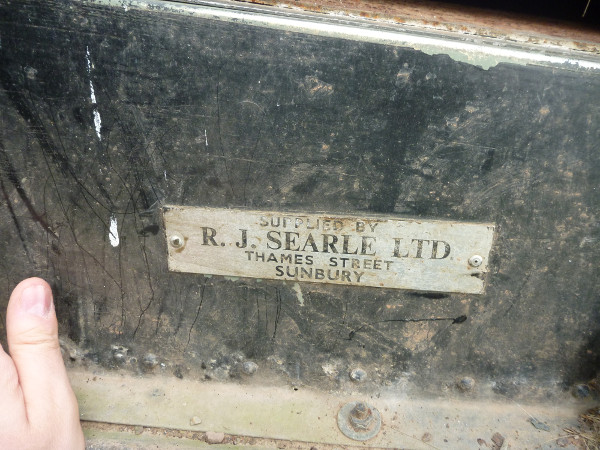 SUPPLIED BY
R. J. SEARLE LTD
THAMES STREET
SUNBURY